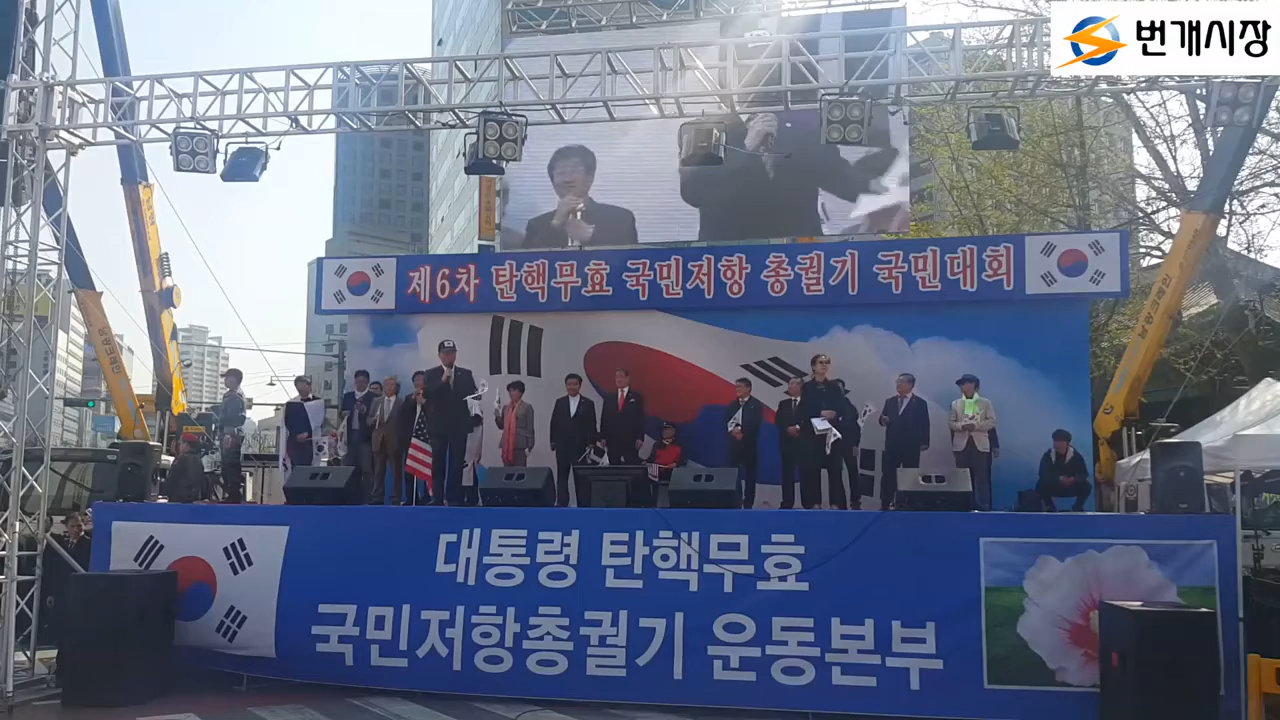 번개시장
제6차 탄핵무효 국민저항 총궐기 국민대회
대통령 탄핵무효
국민저항총궐기 운동본부